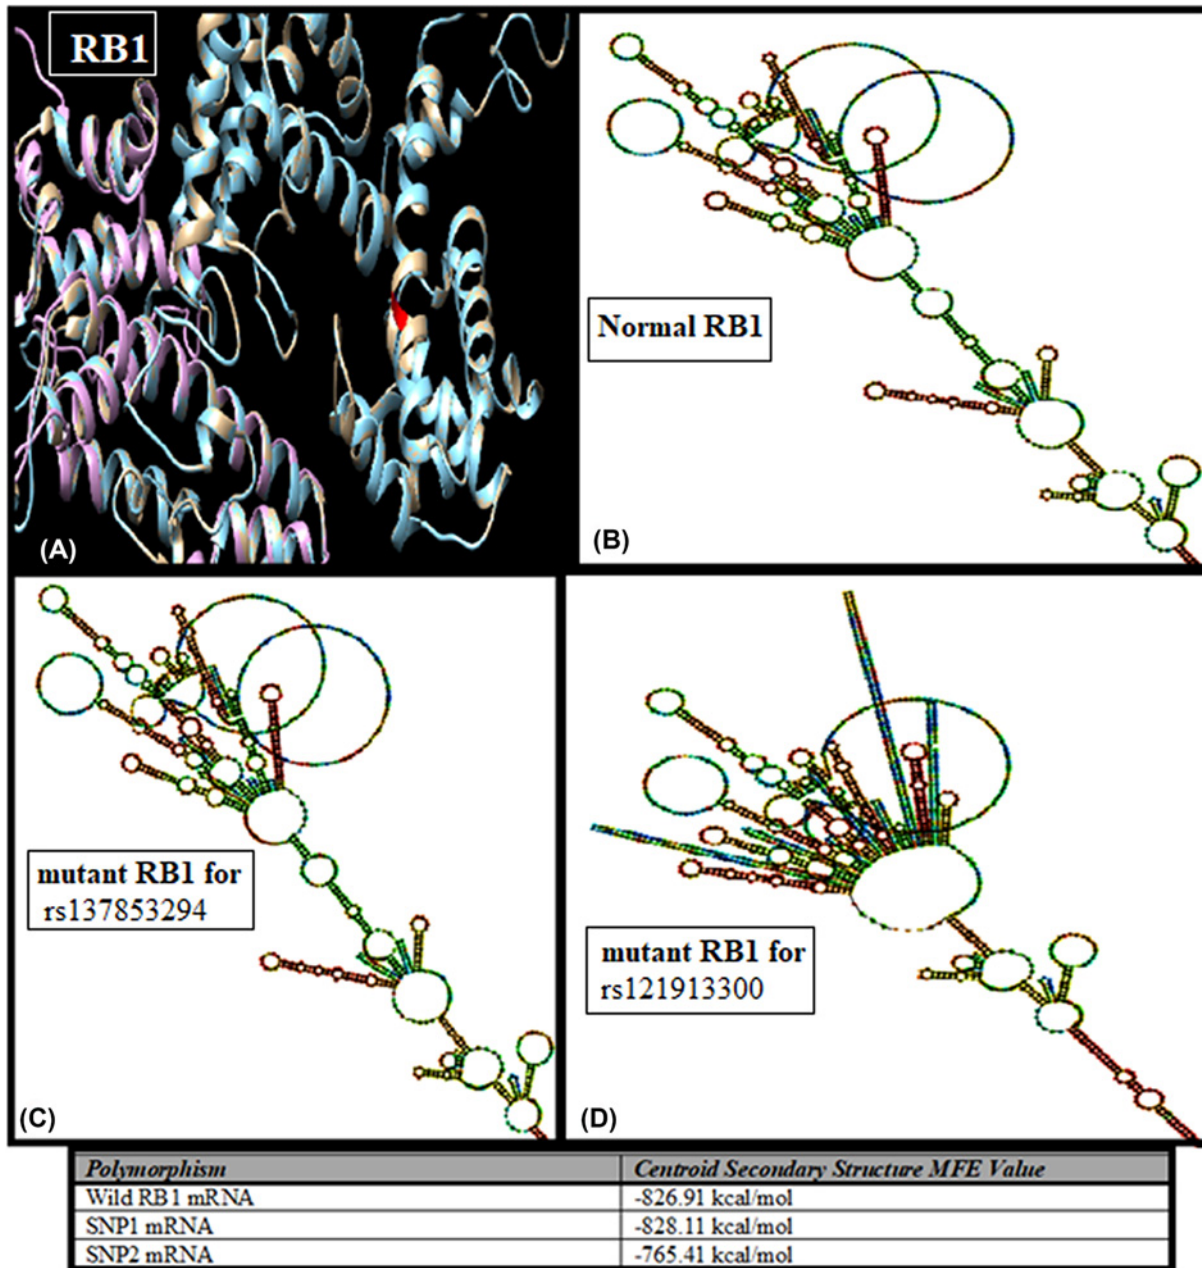 RB1
(A)
Normal RB1
(B)
mutant RB1 for
rs137853294
(C)
mutant RB1 for
rs121913300
(D)
Polymorphism Centroid Secondary Structure MFE Value
Wild RB1 mRNA -826.91 kcal/mol
SNP1 mRNA -828.11 kcal/mol
SNP2 mRNA -765.41 kcal/mol